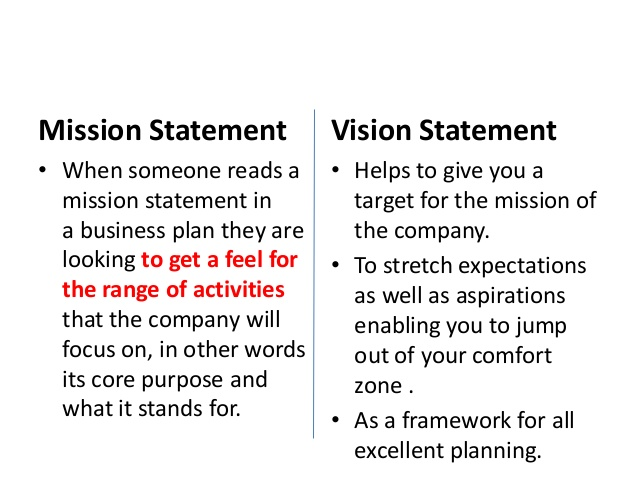 Mission Statement
• When someone reads a
mission statement in
a business plan they are
looking to get a feel for
the range of activities
that the company will
focus on, in other words
its core purpose and
what it stands for.
Vision Statement
• Helps to give you a
target for the mission of
the company.
• To stretch expectations
as well as aspirations
enabling you to jump
out of your comfort
zone .
• As a framework for all
excellent planning.